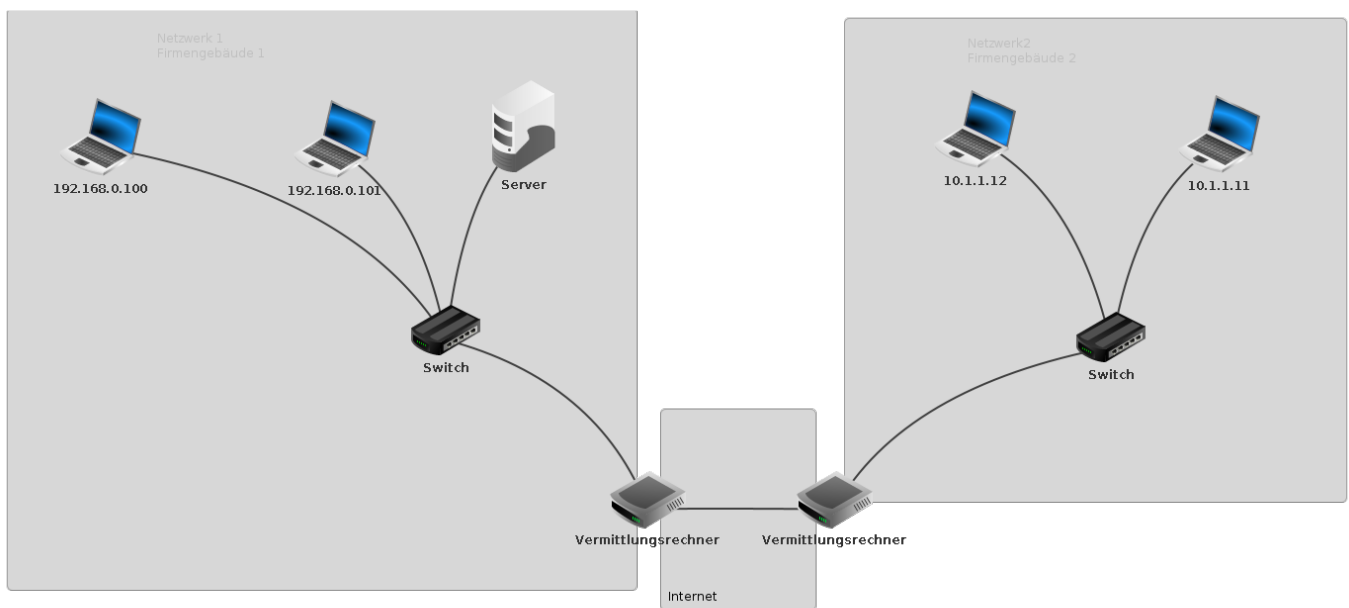 Netzwerk 1
Firmengebäude 1
Netzwerk2
Firmengebäude 2
192.168.0.100
192.168.0.101
Server
10.1.1.12
10.1.1.11
Switch
Switch
Vermittlungsrechner
Vermittlungsrechner
Internet